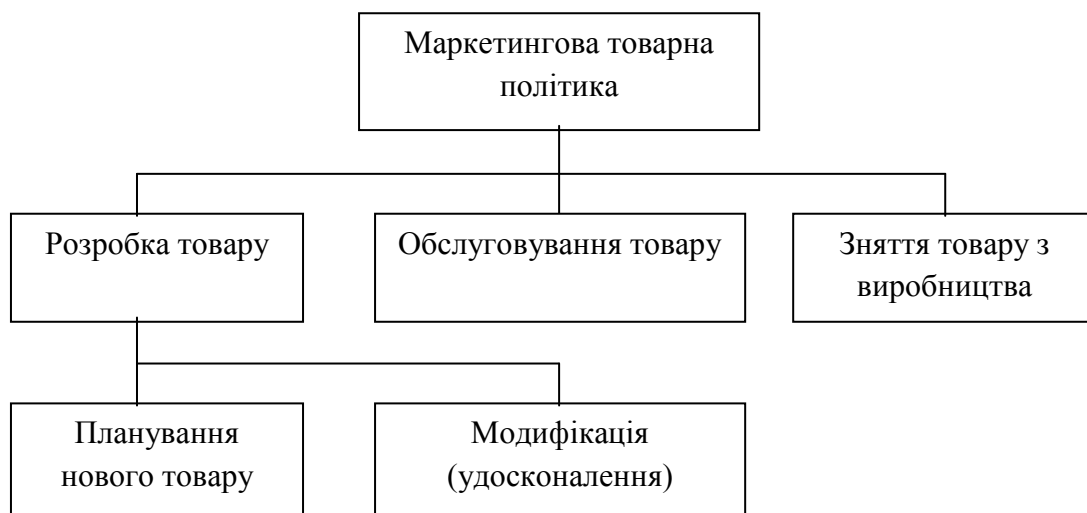 Маркетингова товарна
політика
Розробка товару
Обслуговування товару
Зняття товару з
виробництва
Планування
нового товару
Модифікація
(удосконалення)